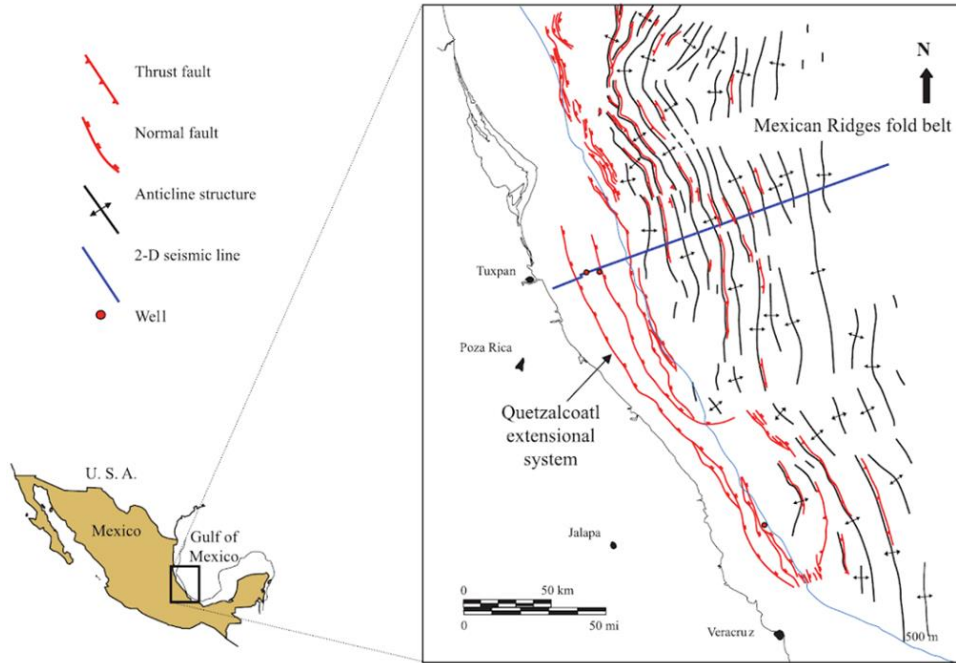 Thrust fault
Normal fault
Anticline structure
2-D seismic line
Well
U. S. A.
Mexico
Gulf of
Mexico
N
Mexican Ridges fold belt
Tuxpan
Poza Rica
Quetzalcoatl
extensional
system
Jalapa
0 50 km
0 50 mi
Veracruz
500 m